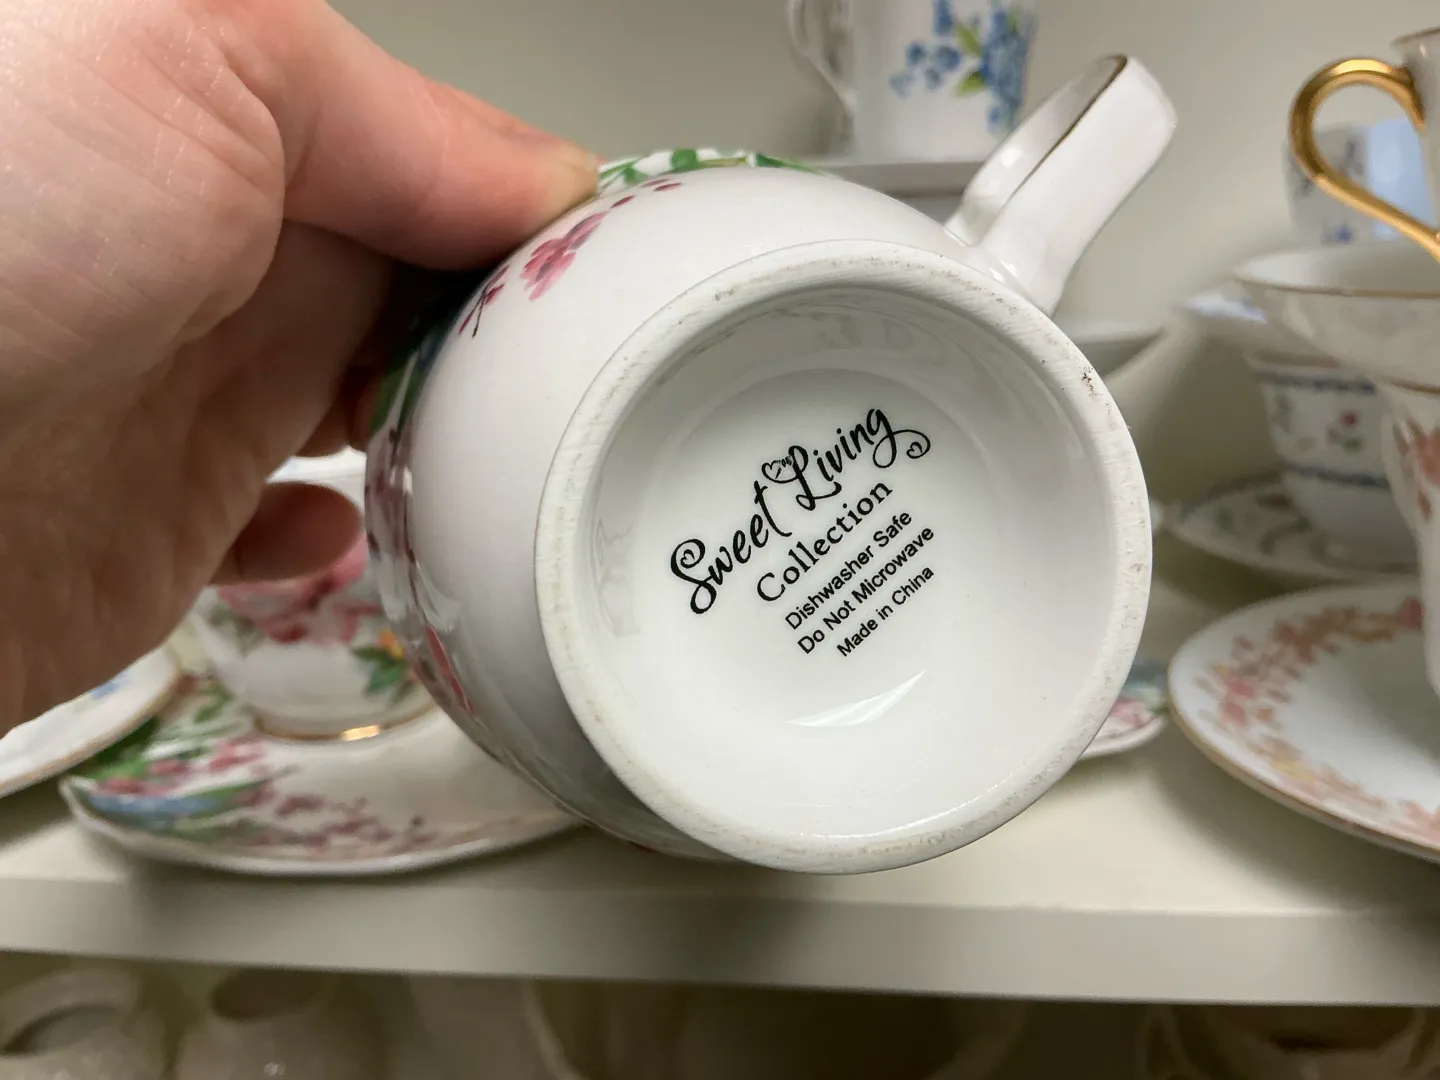 Sweet Living
Collection
Dishwasher Safe
Do Not Microwave
Made in China